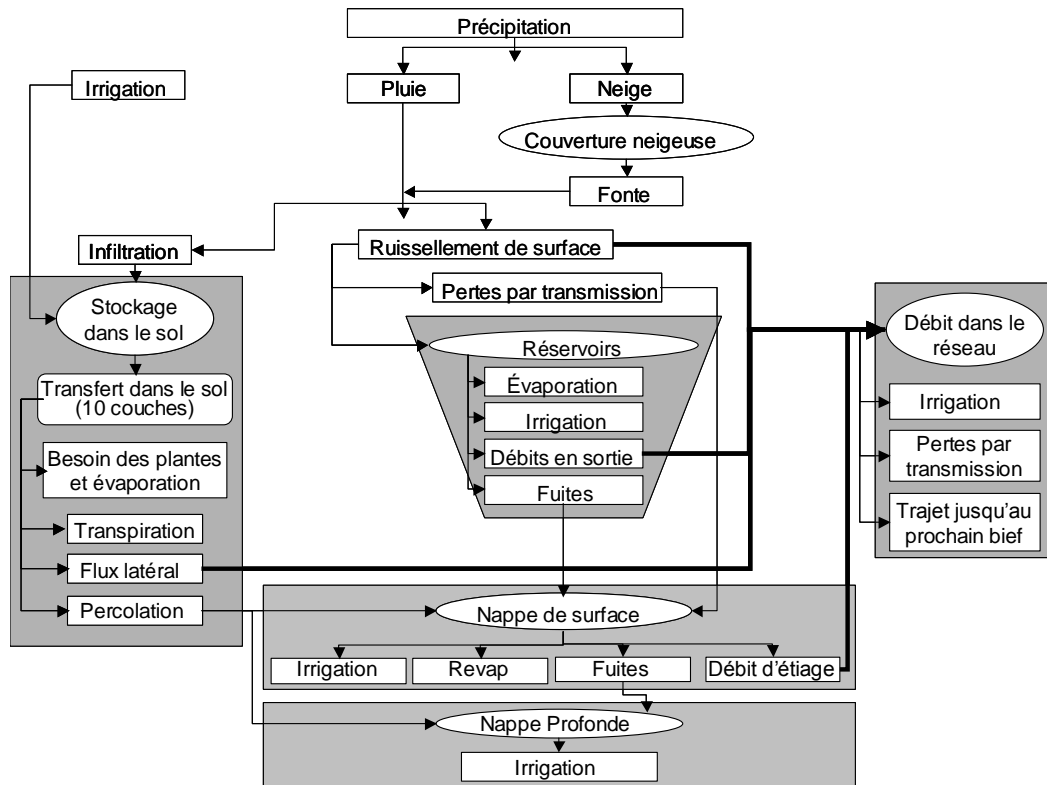 Précipitation
Pluie
Neige
Irrigation
Couverture neigeuse
Fonte
Infiltration
Ruissellement de surface
Pertes par transmission
Stockage
dans le sol
Transfert dans le sol
(10 couches)
Besoin des plantes
et évaporation
Transpiration
Flux latéral
Percolation
Réservoirs
Évaporation
Irrigation
Débits en sortie
Fuites
Débit dans le
réseau
Irrigation
Pertes par
transmission
Trajet jusqu'au
prochain bief
Nappe de surface
Irrigation
Revap
Fuites
Débit d'étiage
Nappe Profonde
Irrigation